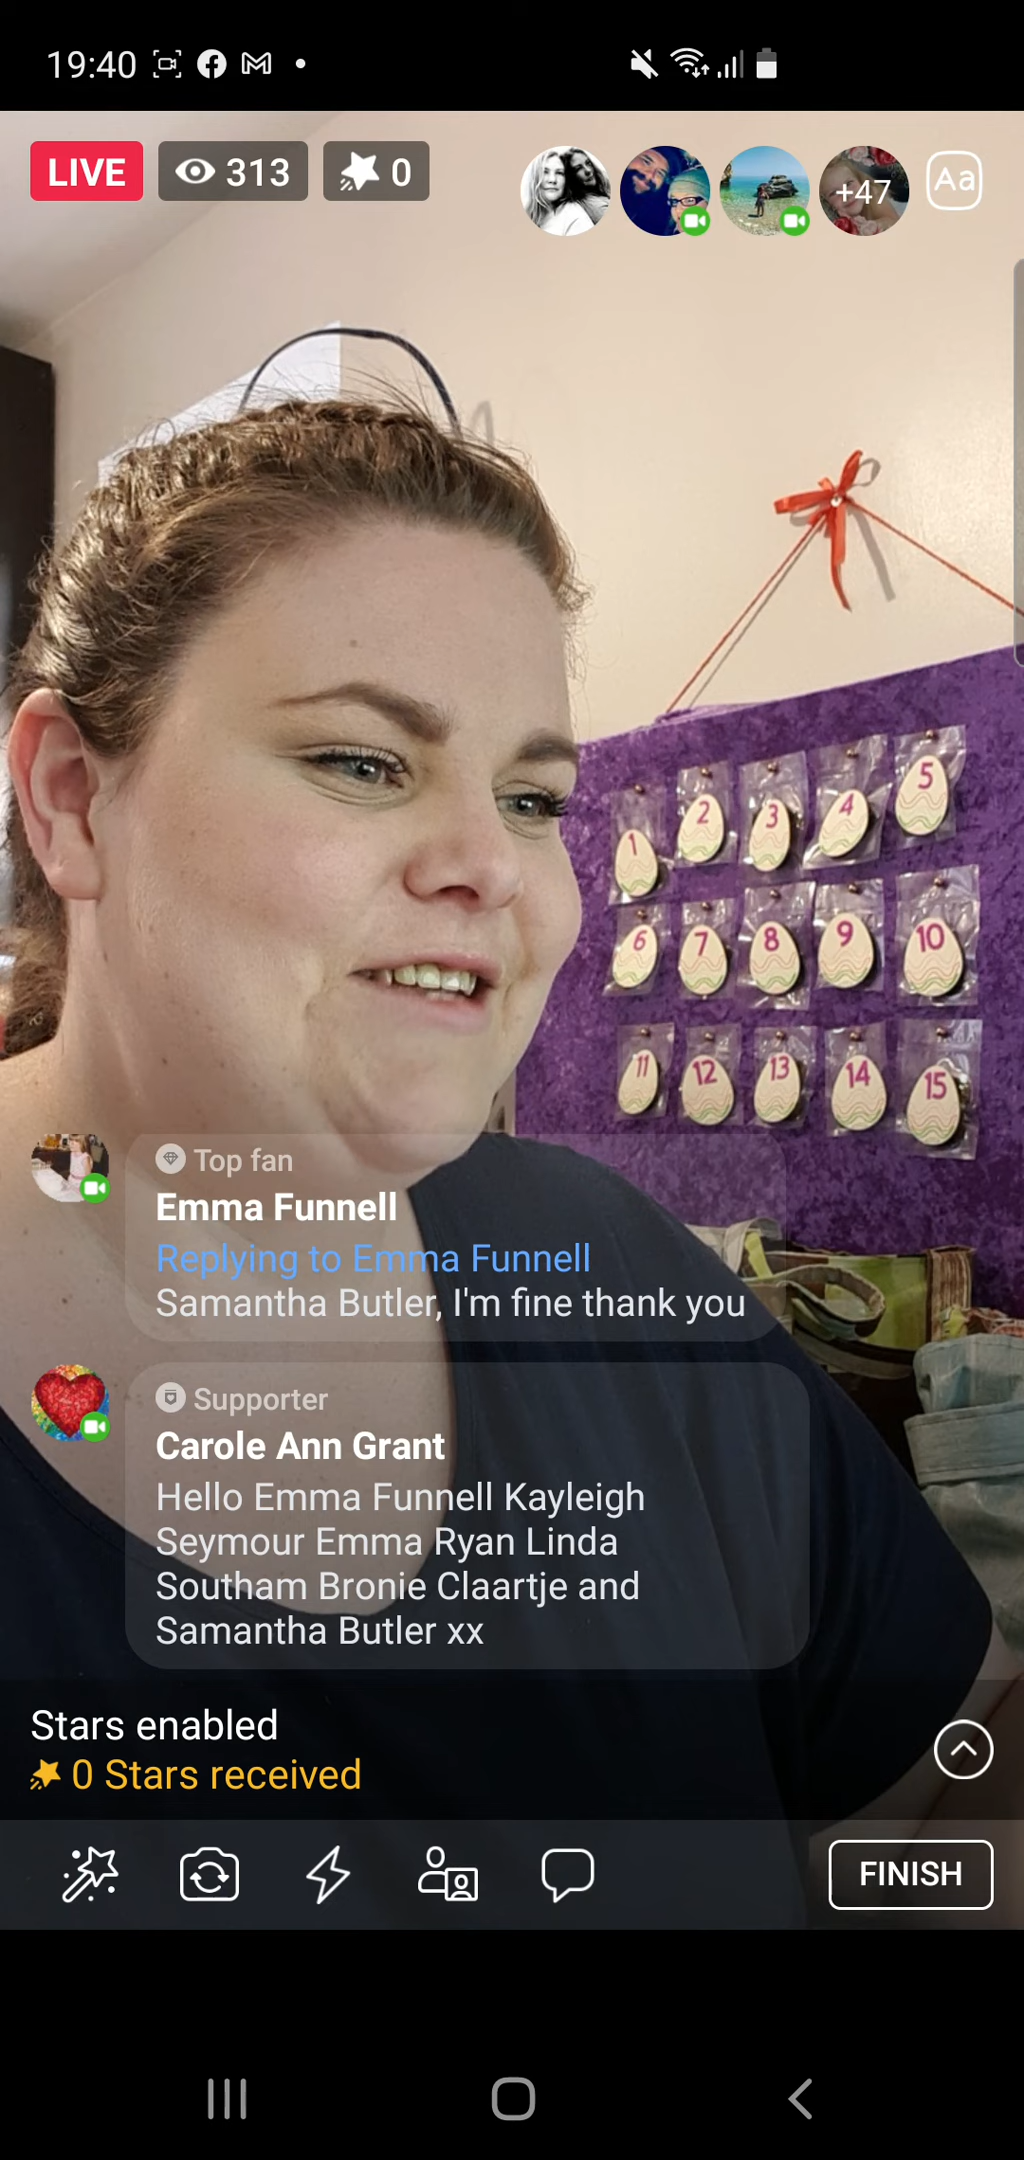 19:40
LIVE 313 0
+47 Aa
1 2 3 4 5
6 7 8 9 10
11 12 13 14 15
Top fan
Emma Funnell
Replying to Emma Funnell
Samantha Butler, I'm fine thank you
Supporter
Carole Ann Grant
Hello Emma Funnell Kayleigh
Seymour Emma Ryan Linda
Southam Bronie Claartje and
Samantha Butler xx
Stars enabled
0 Stars received
FINISH